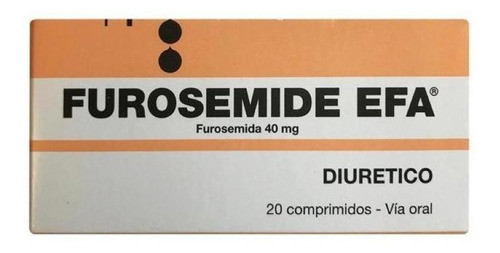 FUROSEMIDE EFA®
Furosemida 40 mg
DIURETICO
20 comprimidos - Vía oral